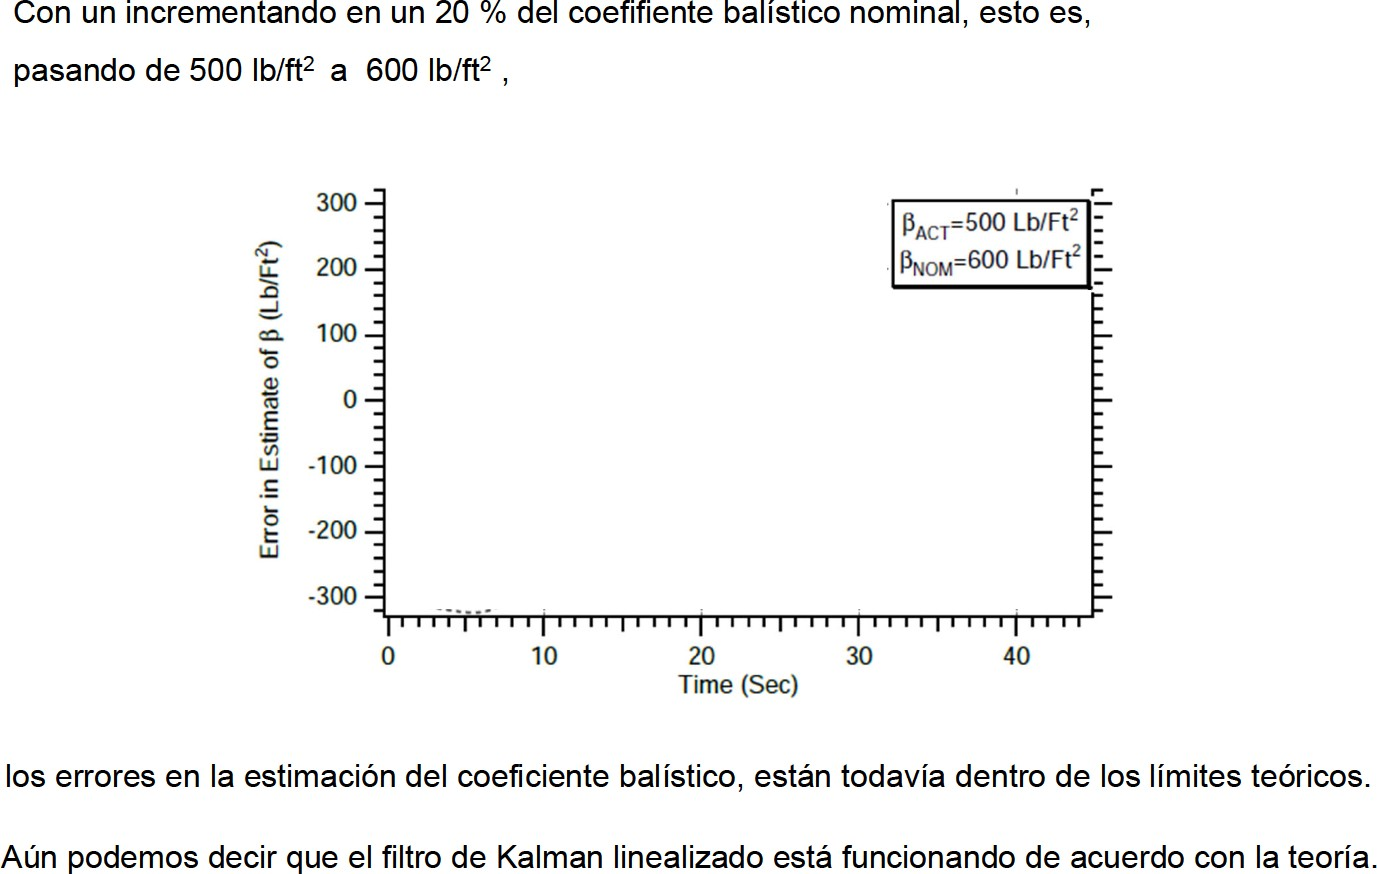 Con un incrementando en un 20 % del coefifiente balístico nominal, esto es,
pasando de 500 lb/ft² a 600 lb/ft² ,
300
200
100
0
-100
-200
-300
Error in Estimate of β (Lb/Ft²)
βACT=500 Lb/Ft²
βNOM=600 Lb/Ft²
0 10 20 30 40
Time (Sec)
los errores en la estimación del coeficiente balístico, están todavía dentro de los límites teóricos.
Aún podemos decir que el filtro de Kalman linealizado está funcionando de acuerdo con la teoría.